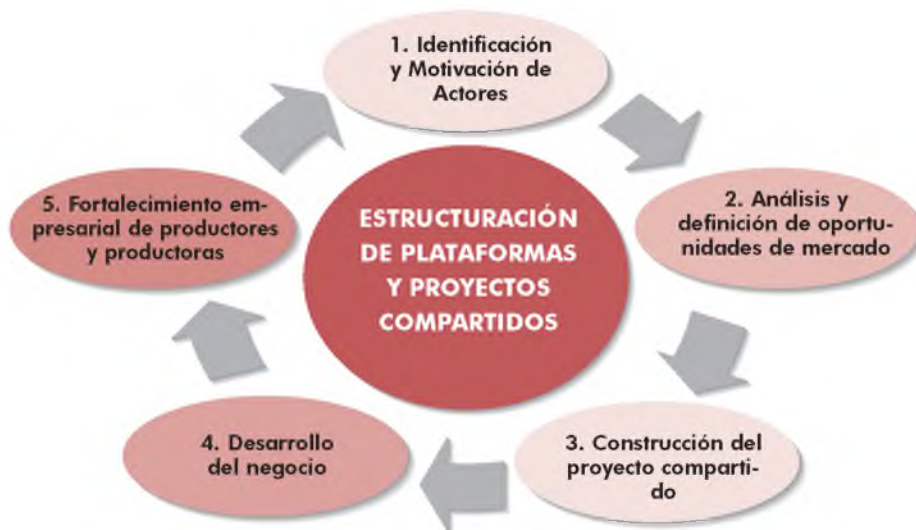 1. Identificación
y Motivación de
Actores
2. Análisis y
definición de oportu-
nidades de mercado
3. Construcción del
proyecto comparti-
do
4. Desarrollo
del negocio
5. Fortalecimiento em-
presarial de productores
y productoras
ESTRUCTURACIÓN
DE PLATAFORMAS
Y PROYECTOS
COMPARTIDOS